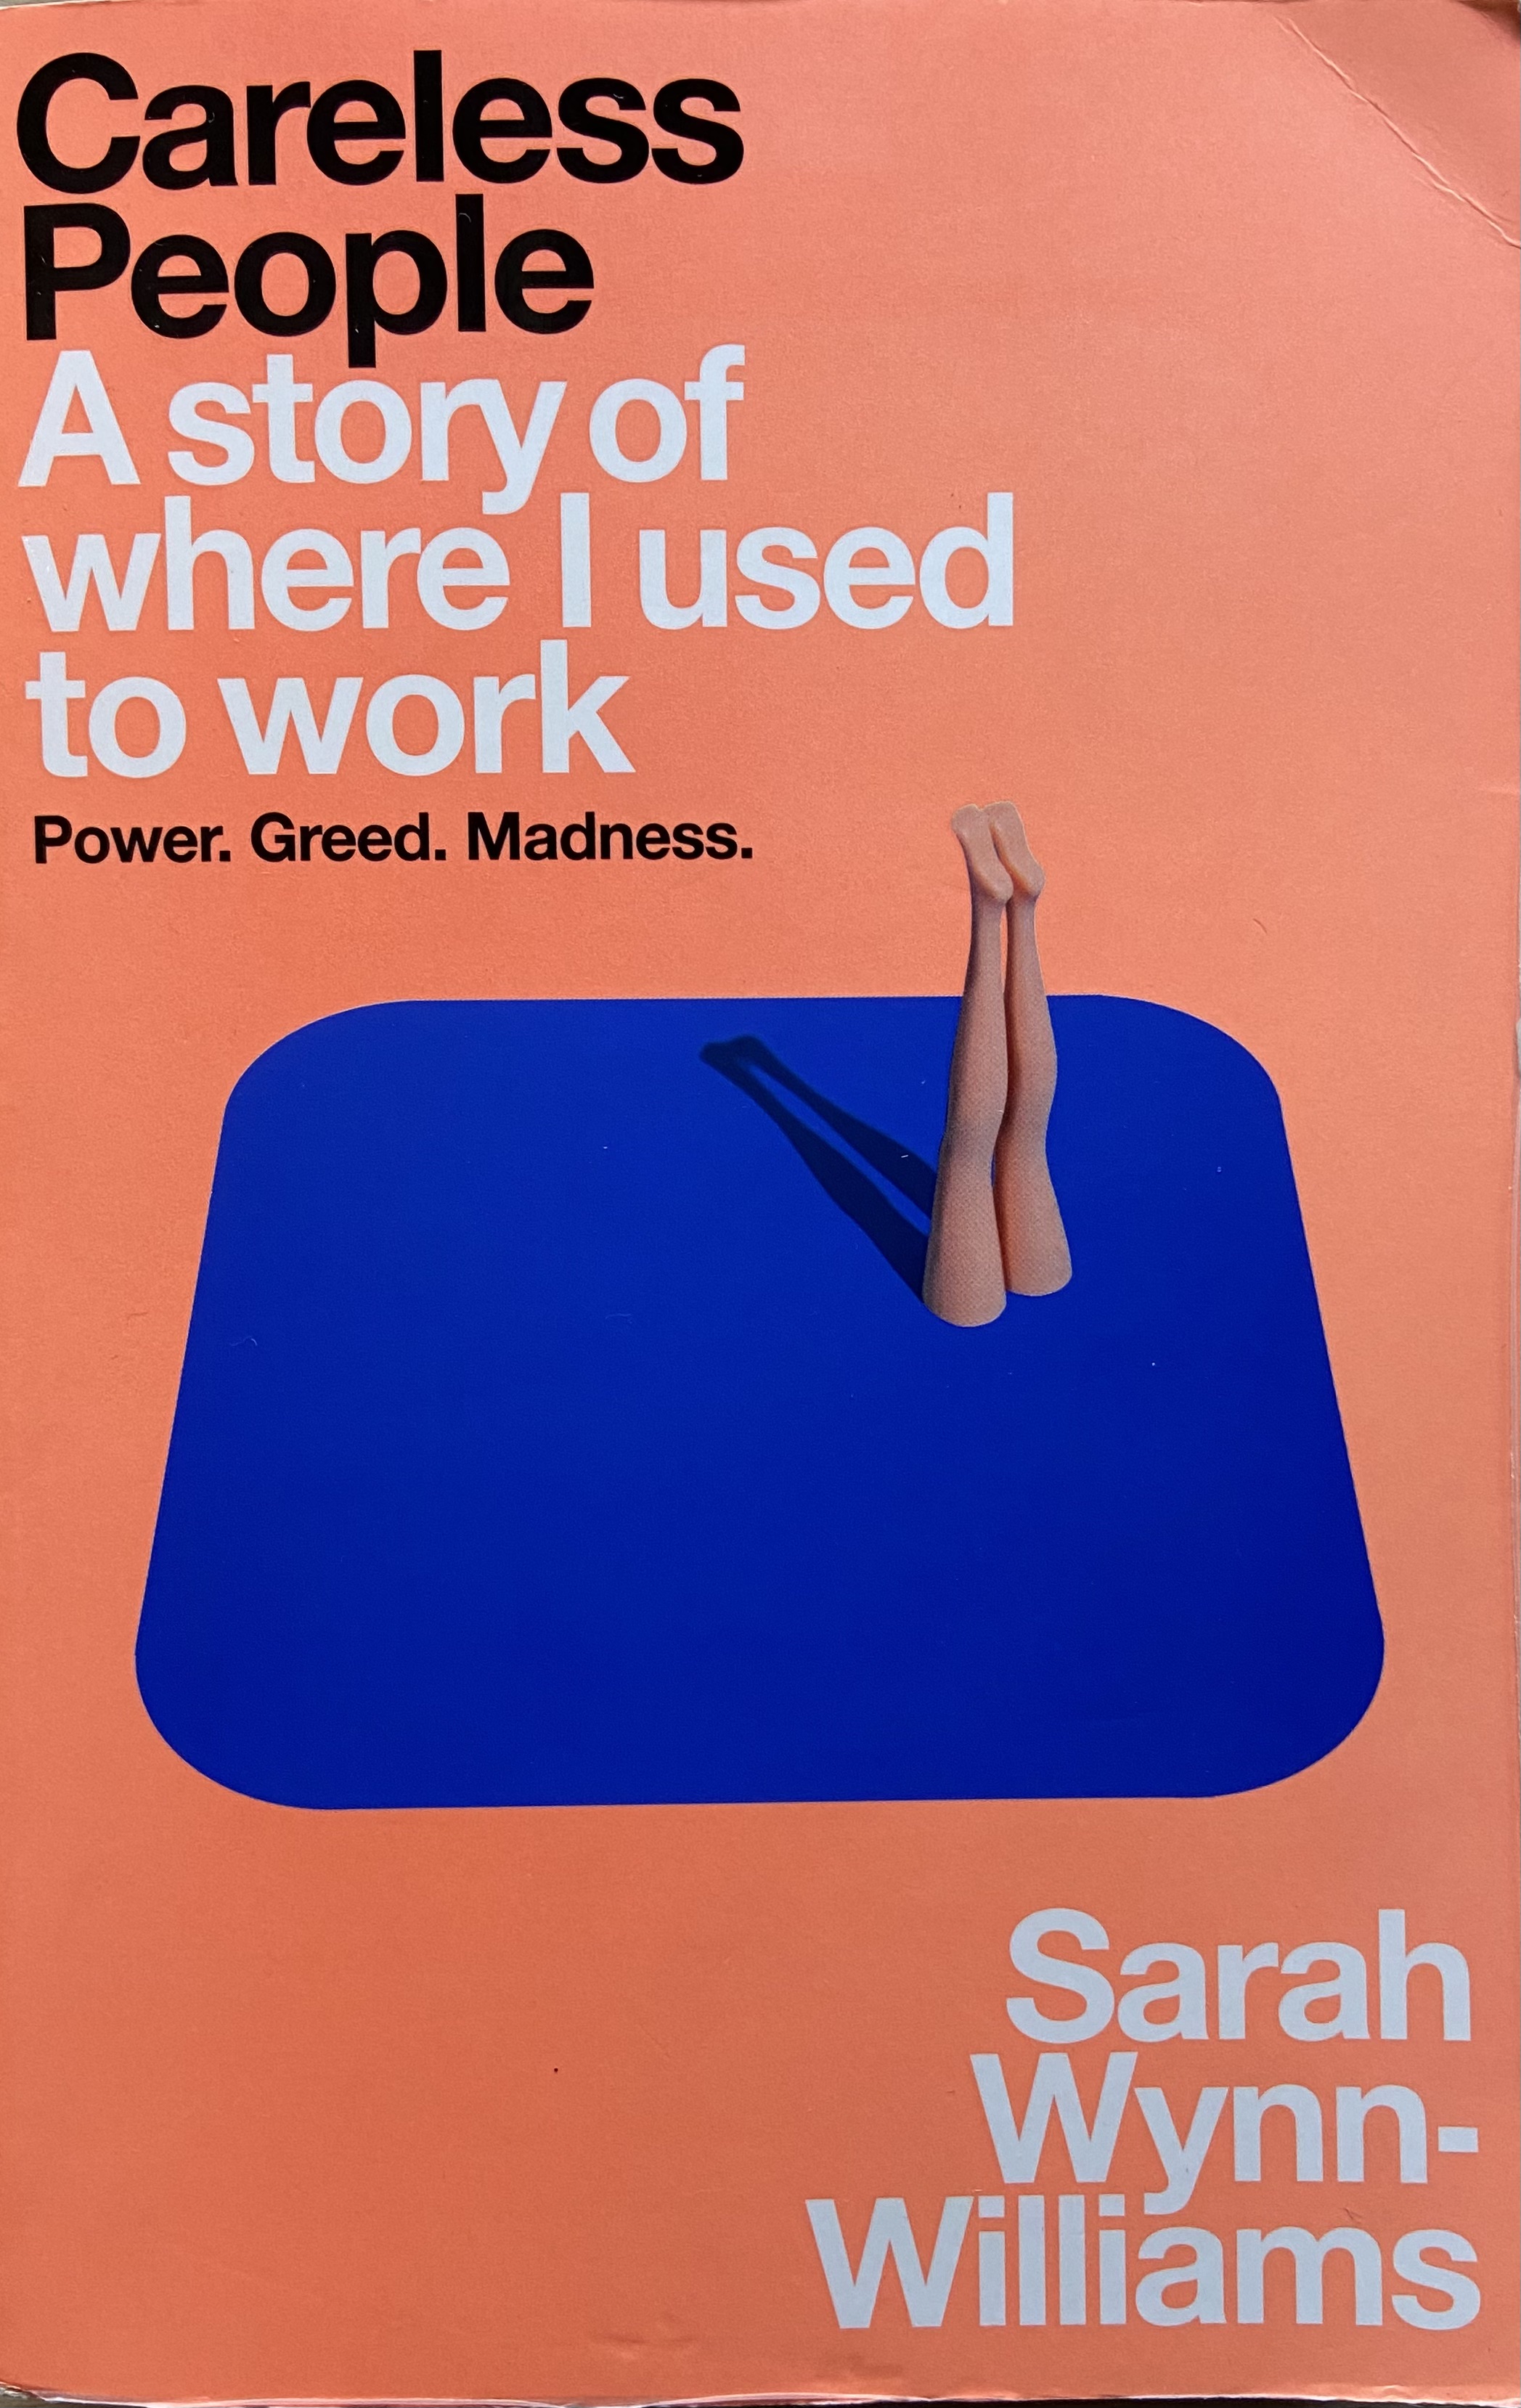 Careless
People
A story of
where I used
to work
Power. Greed. Madness.
Sarah
Wynn-
Williams